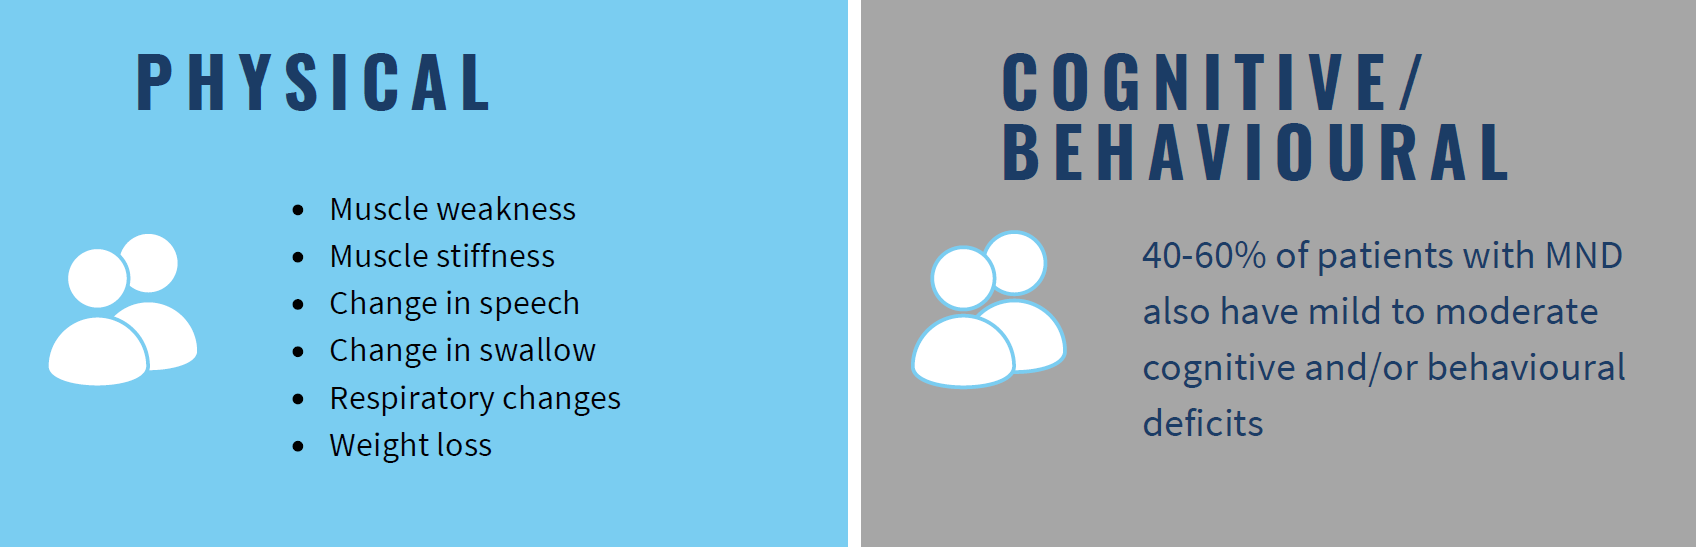 PHYSICAL
• Muscle weakness
• Muscle stiffness
• Change in speech
• Change in swallow
• Respiratory changes
• Weight loss
COGNITIVE/
BEHAVIOURAL
40-60% of patients with MND
also have mild to moderate
cognitive and/or behavioural
deficits